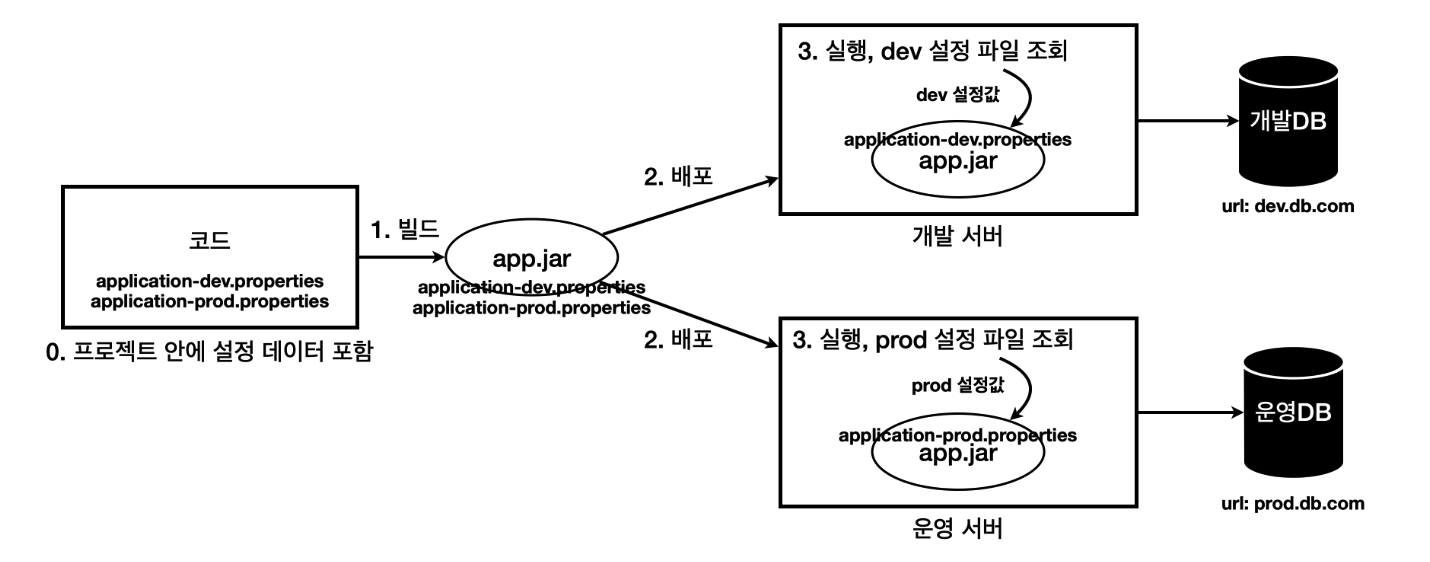 코드
application-dev.properties
application-prod.properties
0. 프로젝트 안에 설정 데이터 포함
1. 빌드
app.jar
application-dev.properties
application-prod.properties
2. 배포
2. 배포
3. 실행, dev 설정 파일 조회
dev 설정값
application-dev.properties
app.jar
개발 서버
개발DB
url: dev.db.com
3. 실행, prod 설정 파일 조회
prod 설정값
application-prod.properties
app.jar
운영 서버
운영DB
url: prod.db.com